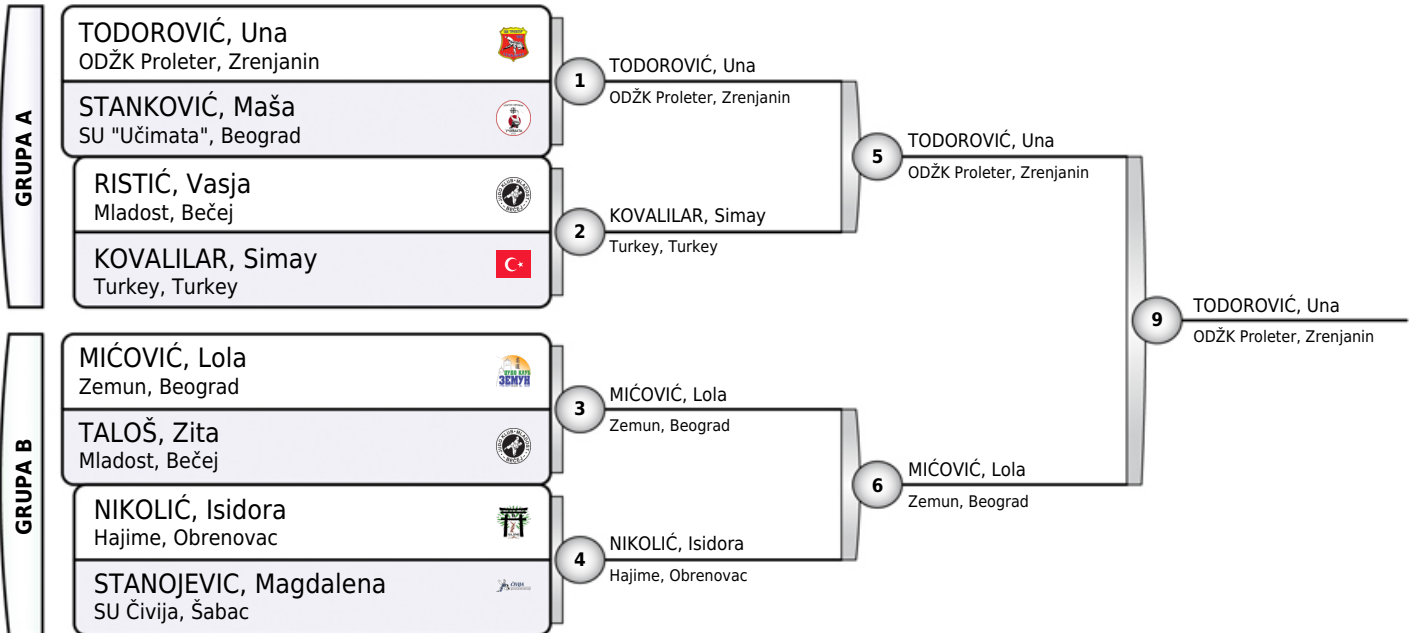 GRUPA A
TODOROVIĆ, Una
ODŽK Proleter, Zrenjanin
STANKOVIĆ, Maša
SU "Učimata", Beograd
RISTIĆ, Vasja
Mladost, Bečej
KOVALILAR, Simay
Turkey, Turkey
1
TODOROVIĆ, Una
ODŽK Proleter, Zrenjanin
2
KOVALILAR, Simay
Turkey, Turkey
5
TODOROVIĆ, Una
ODŽK Proleter, Zrenjanin
GRUPA B
MIĆOVIĆ, Lola
Zemun, Beograd
ЗЕМУН
TALOŠ, Zita
Mladost, Bečej
NIKOLIĆ, Isidora
Hajime, Obrenovac
STANOJEVIC, Magdalena
SU Čivija, Šabac
3
MIĆOVIĆ, Lola
Zemun, Beograd
4
NIKOLIĆ, Isidora
Hajime, Obrenovac
6
MIĆOVIĆ, Lola
Zemun, Beograd
9
TODOROVIĆ, Una
ODŽK Proleter, Zrenjanin